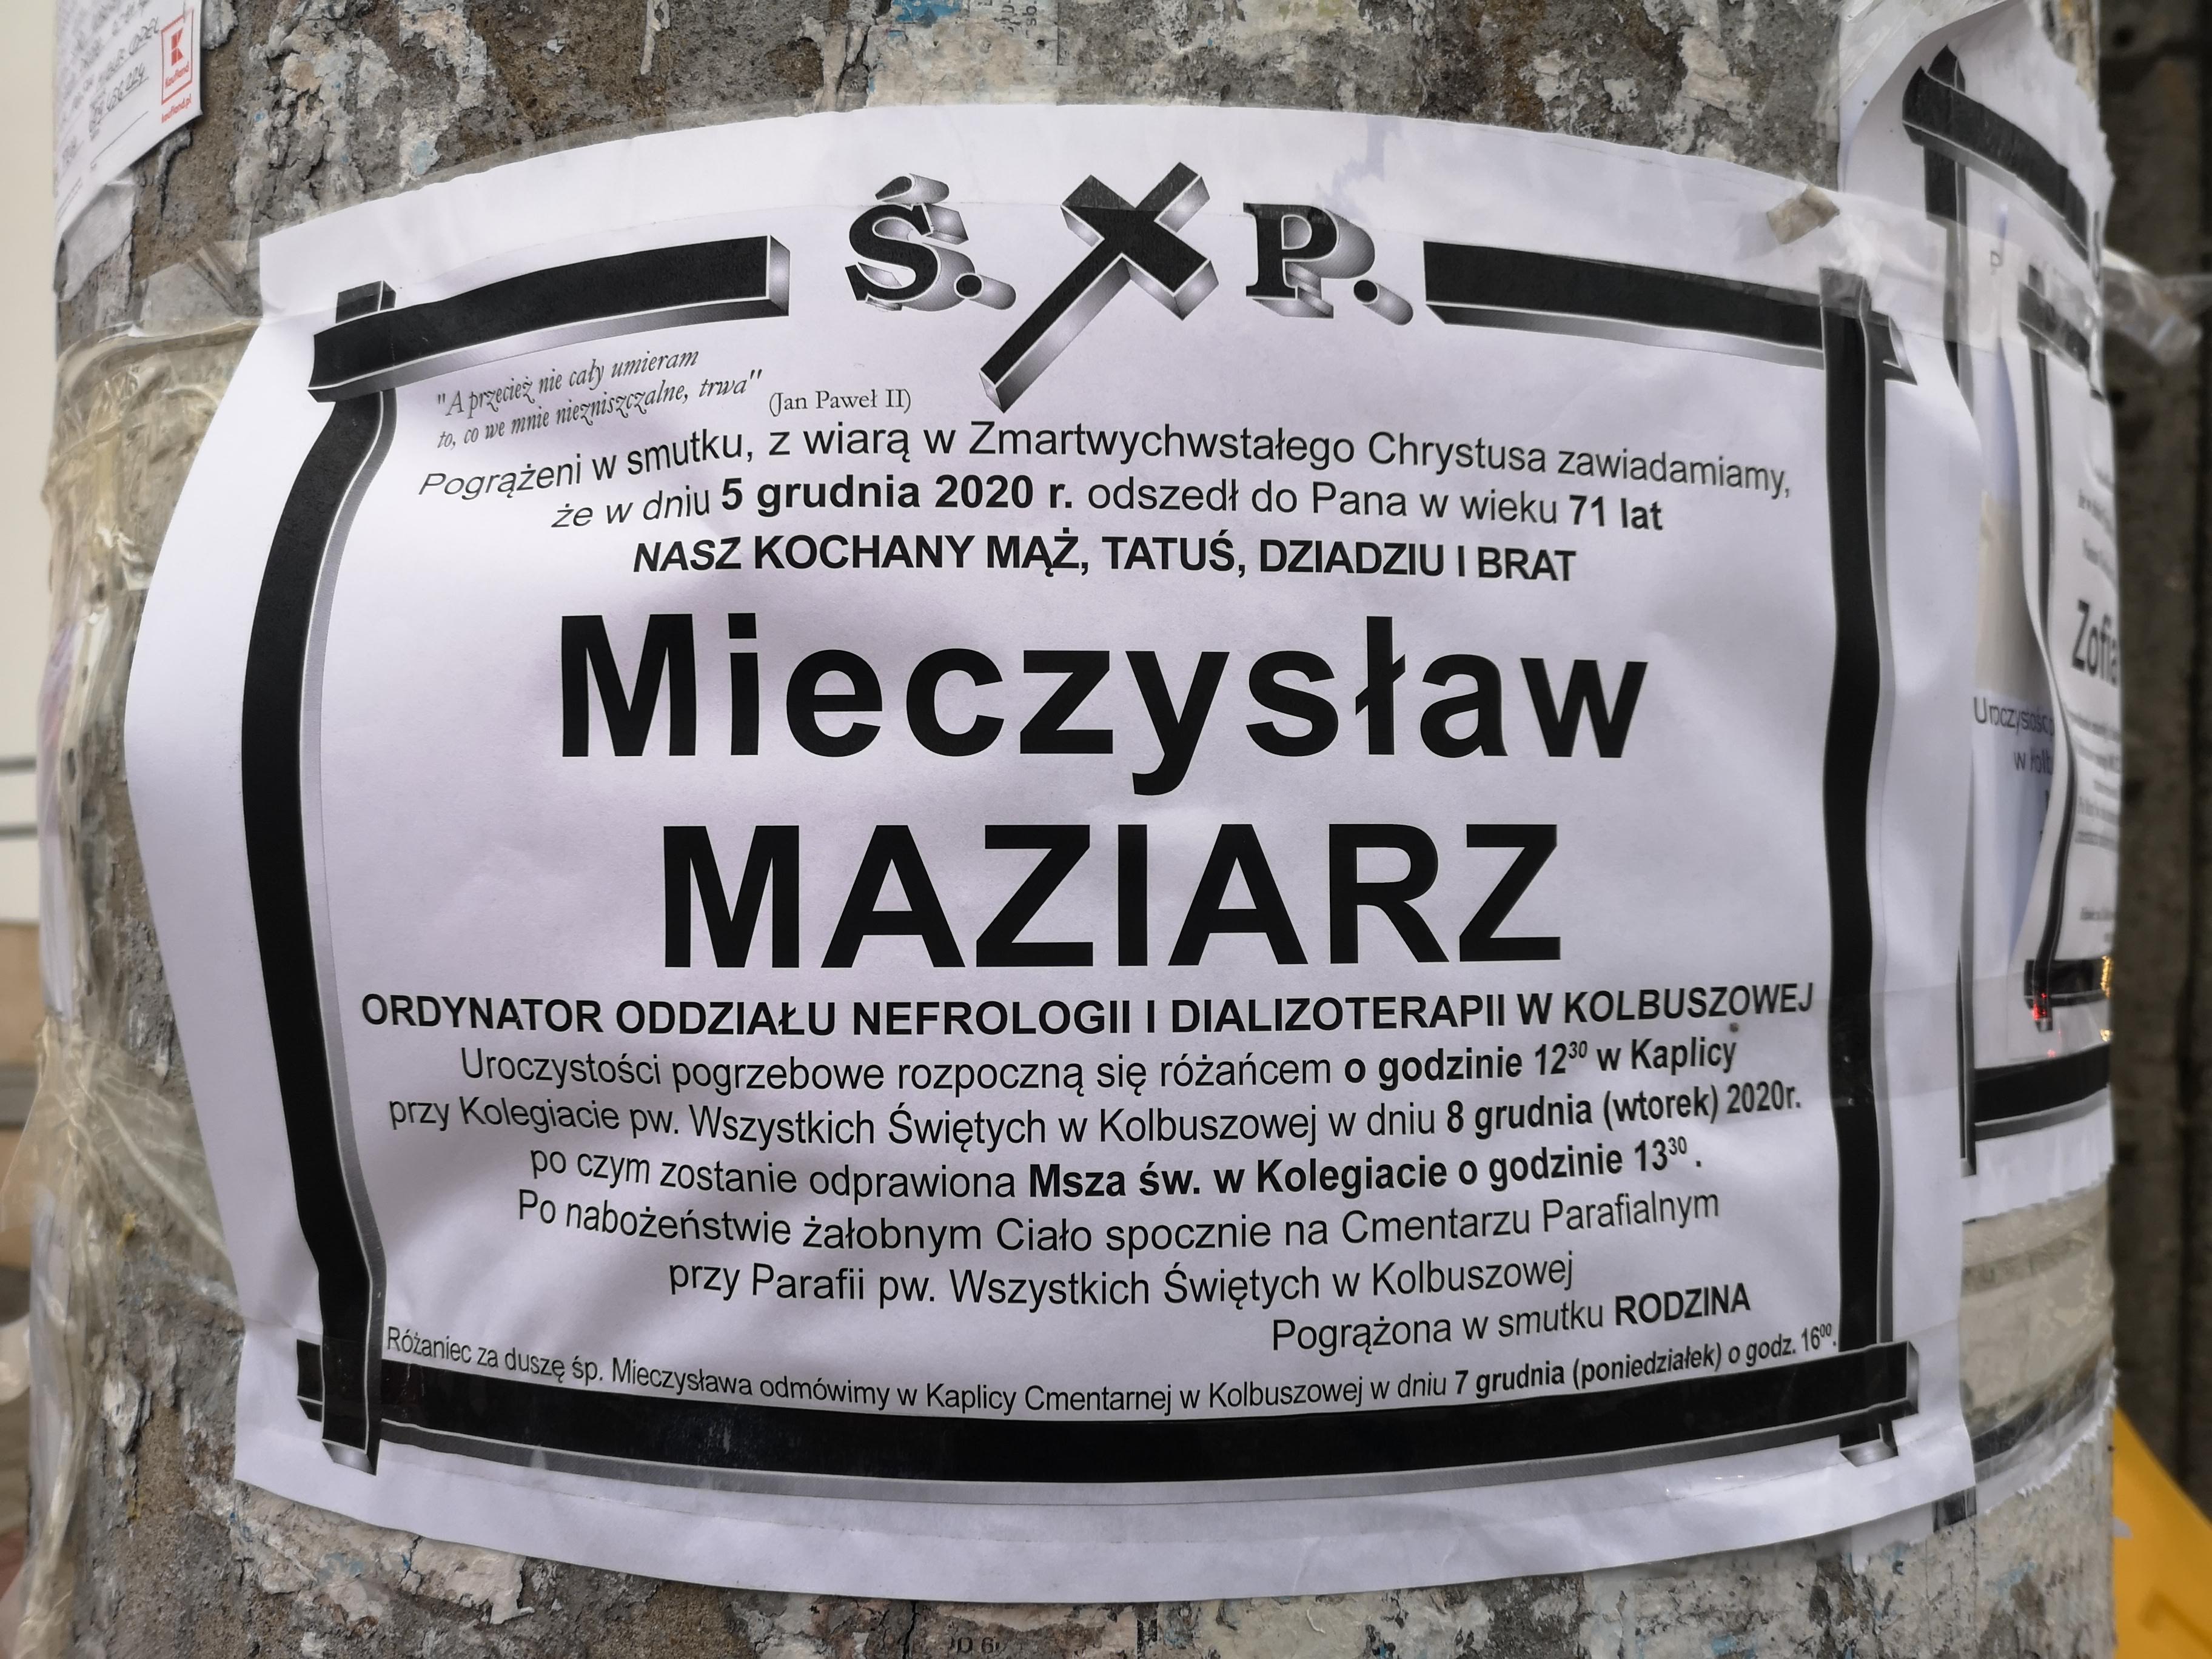 Ś. P.
"A przecież nie cały umieram
to, co we mnie niezniszczalne, trwa"
(Jan Paweł II)
Pogrążeni w smutku, z wiarą w Zmartwychwstałego Chrystusa zawiadamiamy,
że w dniu 5 grudnia 2020 r. odszedł do Pana w wieku 71 lat
NASZ KOCHANY MĄŻ, TATUŚ, DZIADZIU I BRAT
Mieczysław
MAZIARZ
ORDYNATOR ODDZIAŁU NEFROLOGII I DIALIZOTERAPII W KOLBUSZOWEJ
Uroczystości pogrzebowe rozpoczną się różańcem o godzinie 12³⁰ w Kaplicy
przy Kolegiacie pw. Wszystkich Świętych w Kolbuszowej w dniu 8 grudnia (wtorek) 2020r.
po czym zostanie odprawiona Msza św. w Kolegiacie o godzinie 13³⁰.
Po nabożeństwie żałobnym Ciało spocznie na Cmentarzu Parafialnym
przy Parafii pw. Wszystkich Świętych w Kolbuszowej
Pogrążona w smutku RODZINA
Różaniec za duszę śp. Mieczysława odmówimy w Kaplicy Cmentarnej w Kolbuszowej w dniu 7 grudnia (poniedziałek) o godz. 16⁰⁰.
Kaufland
kaufland.pl
Zofia